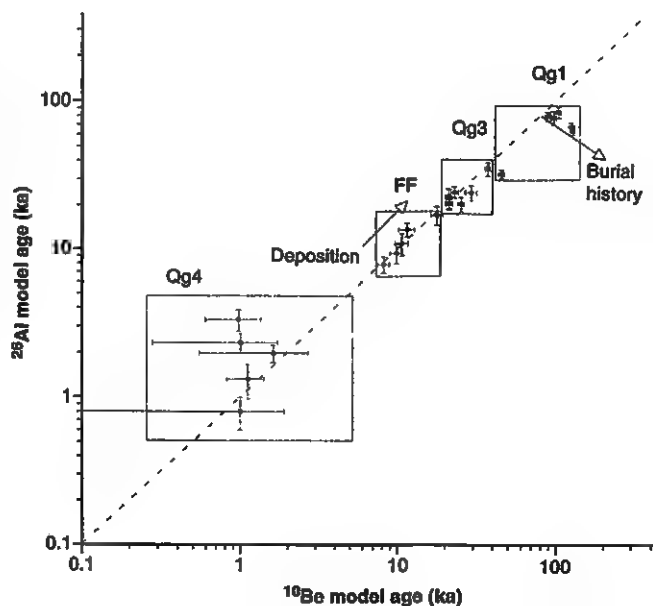 Qg1
100
Qg3
FF
Burial
history
10
Deposition
Qg4
1
0.1
0.1
1
10
100
26Al model age (ka)
10Be model age (ka)